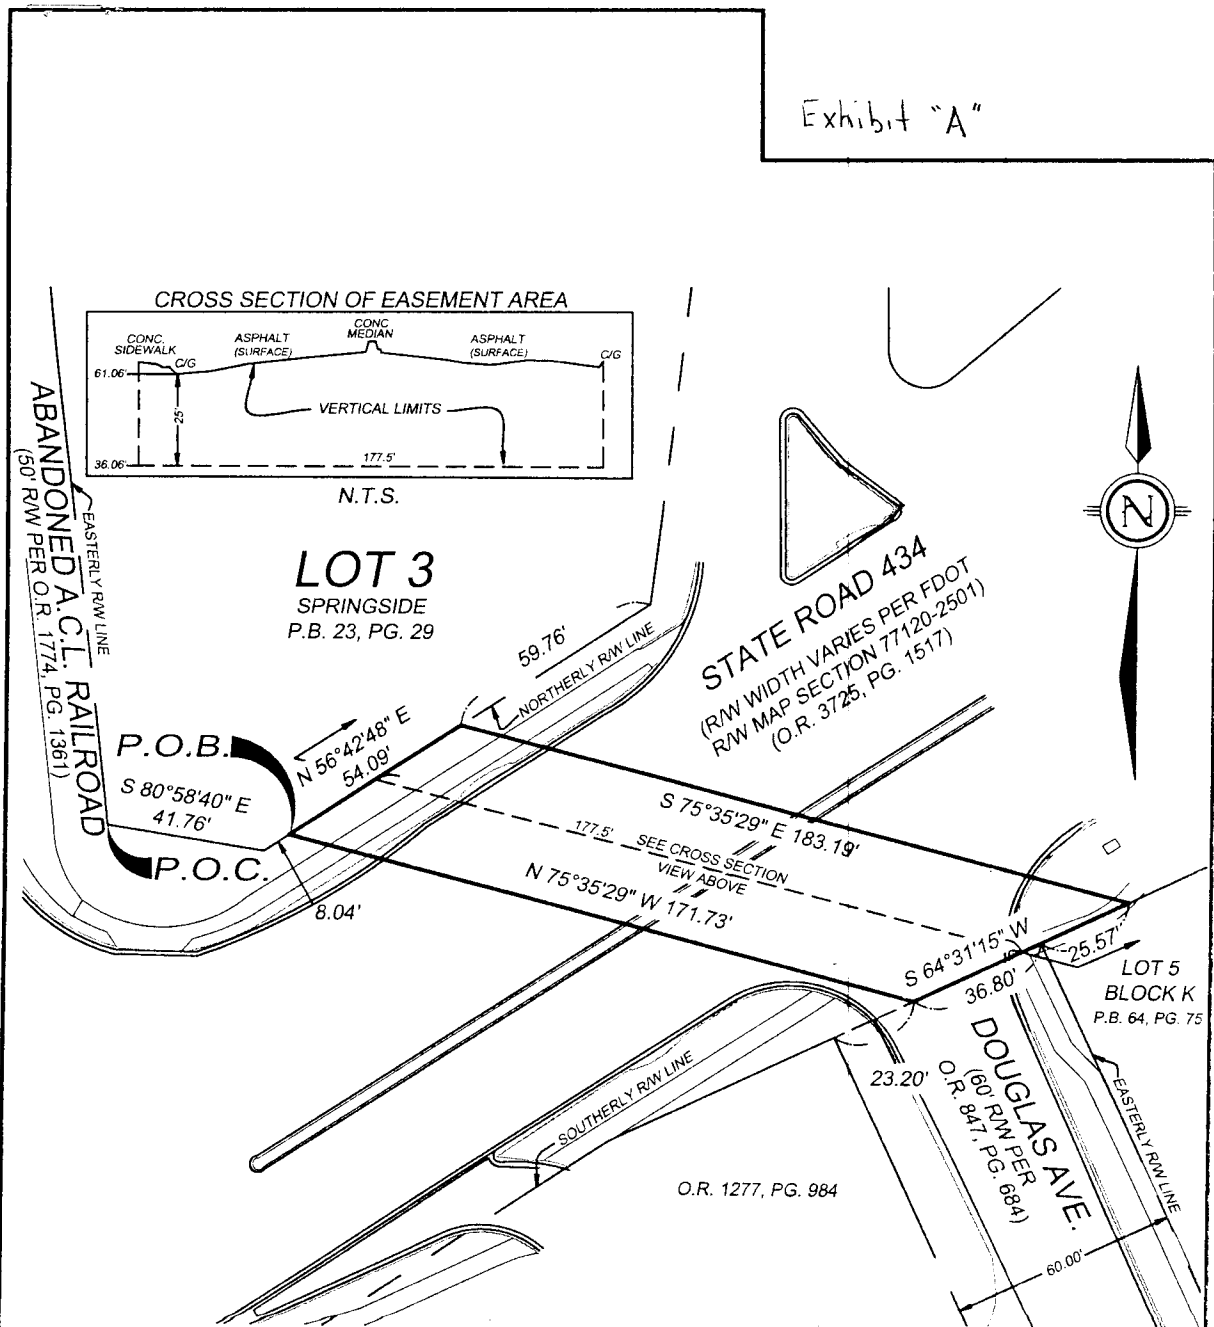 Exhibit "A"
CROSS SECTION OF EASEMENT AREA
CONC.
SIDEWALK
C/G
ASPHALT
(SURFACE)
CONC
MEDIAN
ASPHALT
(SURFACE)
C/G
61.06'
25'
VERTICAL LIMITS
36.06'
177.5'
N.T.S.
ABANDONED A.C.L. RAILROAD
(50' R/W PER O.R. 1774, PG. 1361)
EASTERLY R/W LINE
LOT 3
SPRINGSIDE
P.B. 23, PG. 29
N
STATE ROAD 434
(R/W WIDTH VARIES PER FDOT
R/W MAP SECTION 77120-2501)
(O.R. 3725, PG. 1517)
59.76'
NORTHERLY R/W LINE
N 56°42'48" E
54.09'
P.O.B.
S 80°58'40" E
41.76'
P.O.C.
8.04'
S 75°35'29" E 183.19'
177.5'
SEE CROSS SECTION
VIEW ABOVE
N 75°35'29" W 171.73'
S 64°31'15" W
36.80'
25.57'
LOT 5
BLOCK K
P.B. 64, PG. 75
23.20'
DOUGLAS AVE.
(60' R/W PER
O.R. 847, PG. 684)
EASTERLY R/W LINE
SOUTHERLY R/W LINE
O.R. 1277, PG. 984
60.00'